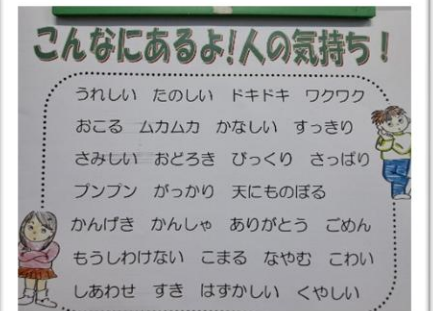 こんなにあるよ!人の気持ち!
うれしい たのしい ドキドキ ワクワク
おこる ムカムカ かなしい すっきり
さみしい おどろき びっくり さっぱり
プンプン がっかり 天にものぼる
かんげき かんしゃ ありがとう ごめん
もうしわけない こまる なやむ こわい
しあわせ すき はずかしい くやしい